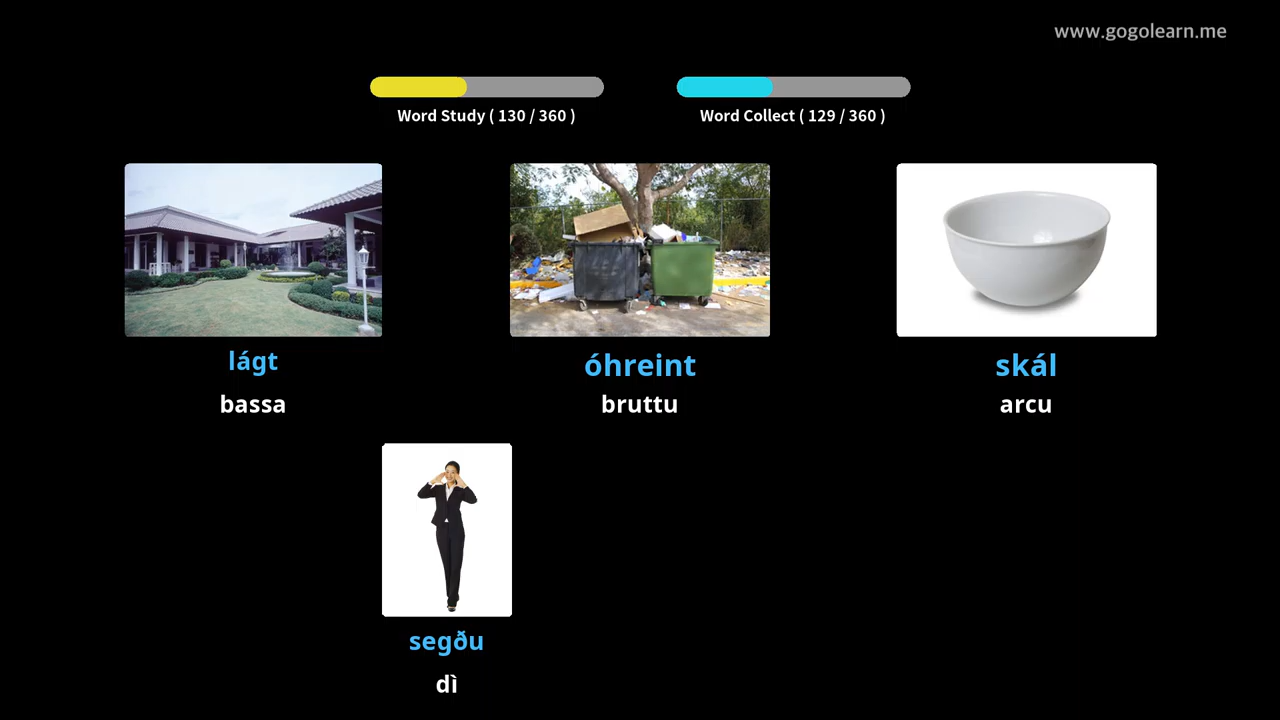 www.gogolearn.me
Word Study ( 130 / 360 )
Word Collect ( 129 / 360 )
lágt
bassa
óhreint
bruttu
skál
arcu
segðu
dì